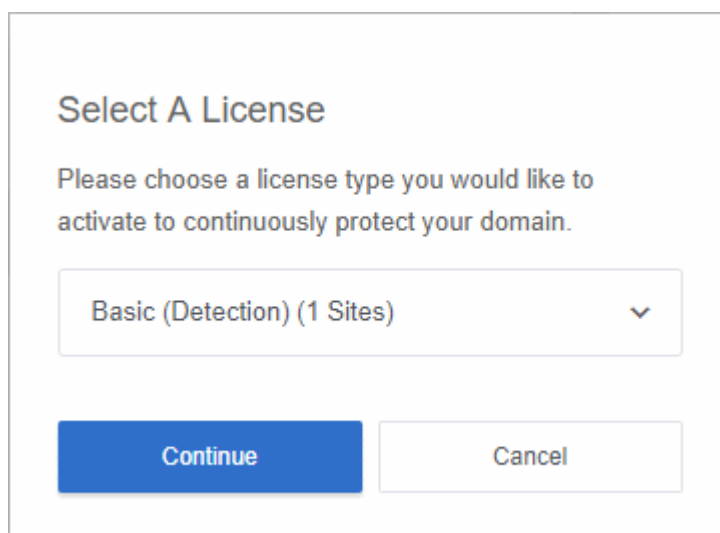 Select A License
Please choose a license type you would like to
activate to continuously protect your domain.
Basic (Detection) (1 Sites)
Continue
Cancel